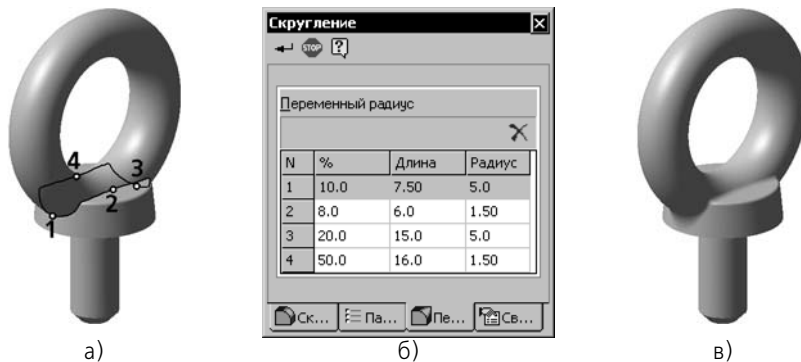 4
3
2
1
а)
Скругление
STOP
Переменный радиус
N % Длина Радиус
1 10.0 7.50 5.0
2 8.0 6.0 1.50
3 20.0 15.0 5.0
4 50.0 16.0 1.50
Ск... Па... Пе... Св...
б)
в)